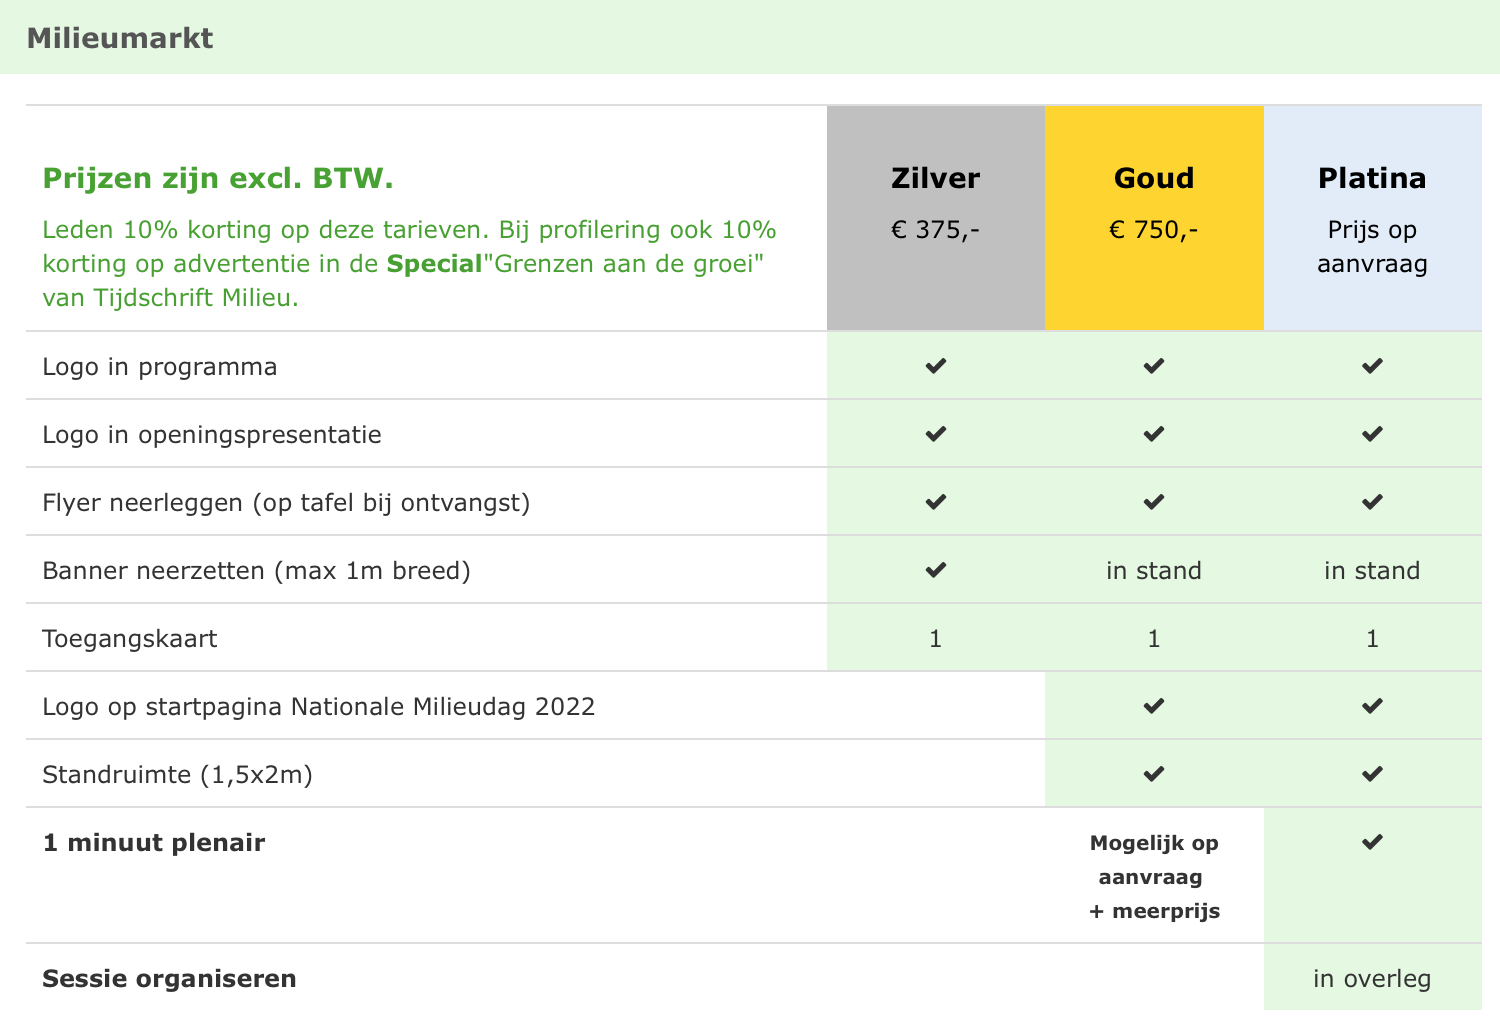 Milieumarkt
Prijzen zijn excl. BTW.
Leden 10% korting op deze tarieven. Bij profilering ook 10%
korting op advertentie in de Special"Grenzen aan de groei"
van Tijdschrift Milieu.
Zilver
€ 375,-
Goud
€ 750,-
Platina
Prijs op
aanvraag
Logo in programma ✔ ✔ ✔
Logo in openingspresentatie ✔ ✔ ✔
Flyer neerleggen (op tafel bij ontvangst) ✔ ✔ ✔
Banner neerzetten (max 1m breed) ✔ in stand in stand
Toegangskaart 1 1 1
Logo op startpagina Nationale Milieudag 2022 ✔ ✔
Standruimte (1,5x2m) ✔ ✔
1 minuut plenair
Mogelijk op
aanvraag
+ meerprijs
✔
Sessie organiseren in overleg